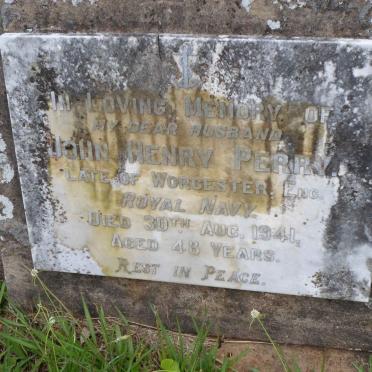 IN LOVING MEMORY OF
MY DEAR HUSBAND
JOHN HENRY PERRY
LATE OF WORCESTER ENG.
ROYAL NAVY.
DIED 30TH AUG. 1941,
AGED 48 YEARS.
REST IN PEACE.